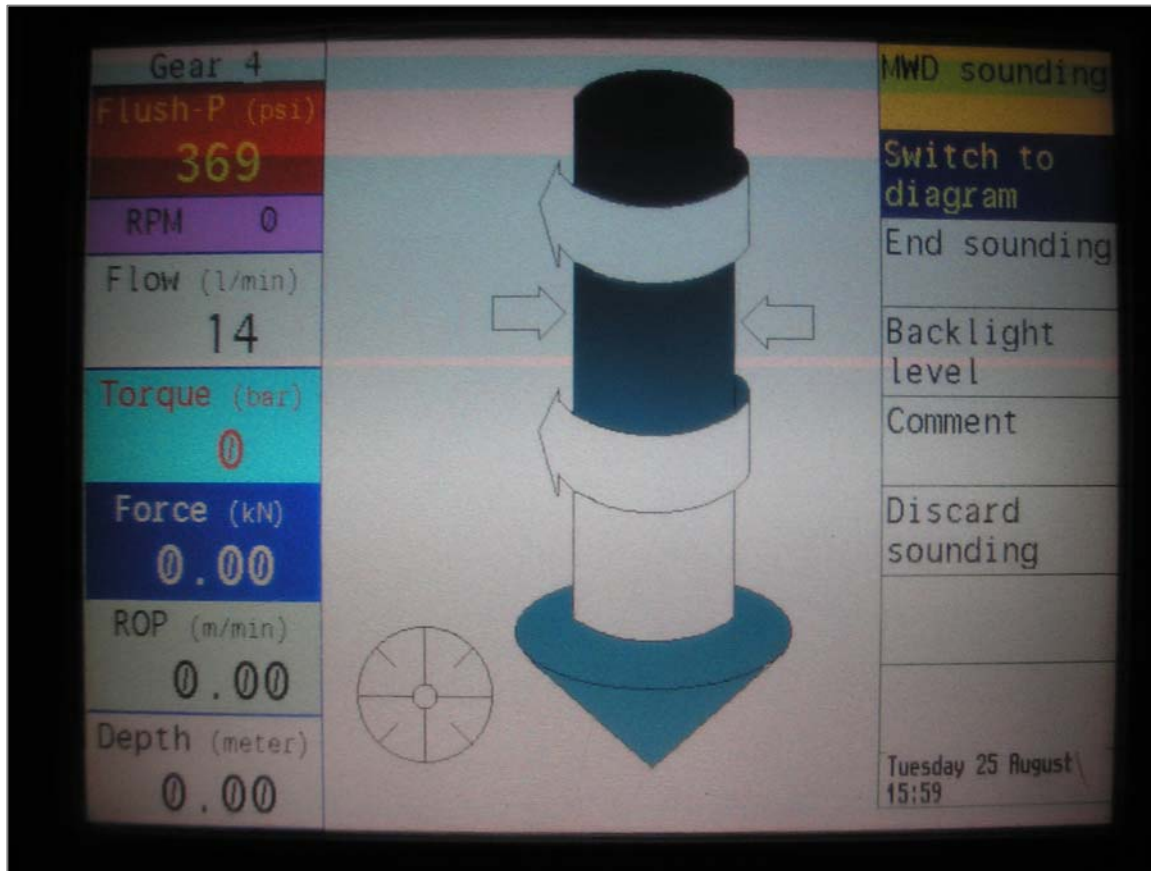 Gear 4
Flush-P (psi)
369
RPM 0
Flow (l/min)
14
Torque (bar)
0
Force (kN)
0.00
ROP (m/min)
0.00
Depth (meter)
0.00
MWD sounding
Switch to
diagram
End sounding
Backlight
level
Comment
Discard
sounding
Tuesday 25 August
15:59